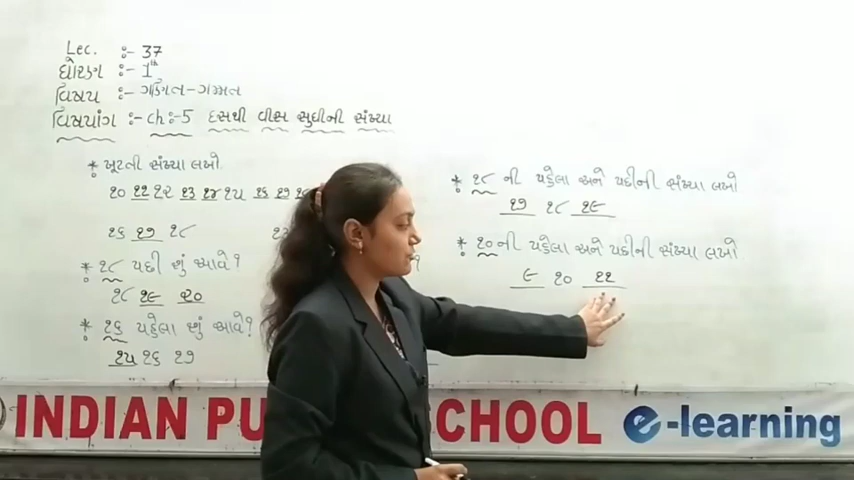 Lec. :- 37
ધોરણ :- 1th
વિષય :- ગણિત-ગમ્મત
વિષયાંગ :- ch :- 5 દસથી વીસ સુધીની સંખ્યા
* ખૂટતી સંખ્યા લખો
૧૦ ૧૧ ૧૨ ૧૩ ૧૪ ૧૫ ૧૬ ૧૭
૧૬ ૧૭ ૧૮
* ૧૮ પછી શું આવે?
૧૮ ૧૯ ૨૦
* ૧૬ પહેલા શું આવે?
૧૫ ૧૬ ૧૭
* ૧૮ ની પહેલા અને પછીની સંખ્યા લખો
૧૭ ૧૮ ૧૯
* ૧૦ની પહેલા અને પછીની સંખ્યા લખો
૯ ૧૦ ૧૧
INDIAN PU
SCHOOL
e-learning